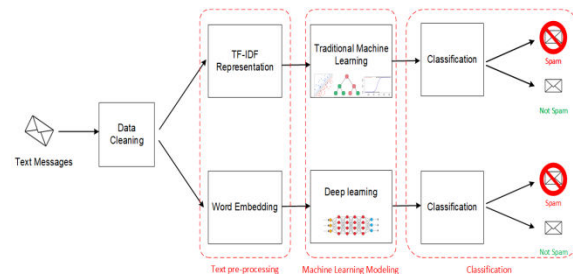 Text Messages
Data
Cleaning
TF-IDF
Representation
Traditional Machine
Learning
Classification
Spam
Not Spam
Word Embedding
Deep learning
Classification
Spam
Not Spam
Text pre-processing
Machine Learning Modeling
Classification